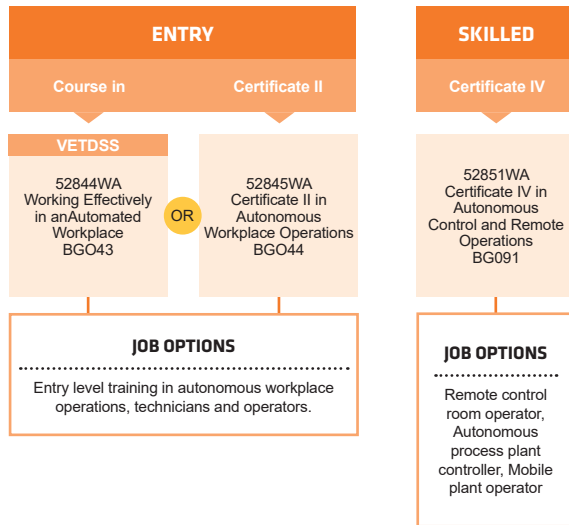 ENTRY
Course in
Certificate II
VETDSS
52844WA
Working Effectively
in anAutomated
Workplace
BGO43
OR
52845WA
Certificate II in
Autonomous
Workplace Operations
BGO44
JOB OPTIONS
Entry level training in autonomous workplace
operations, technicians and operators.
SKILLED
Certificate IV
52851WA
Certificate IV in
Autonomous
Control and Remote
Operations
BG091
JOB OPTIONS
Remote control
room operator,
Autonomous
process plant
controller, Mobile
plant operator